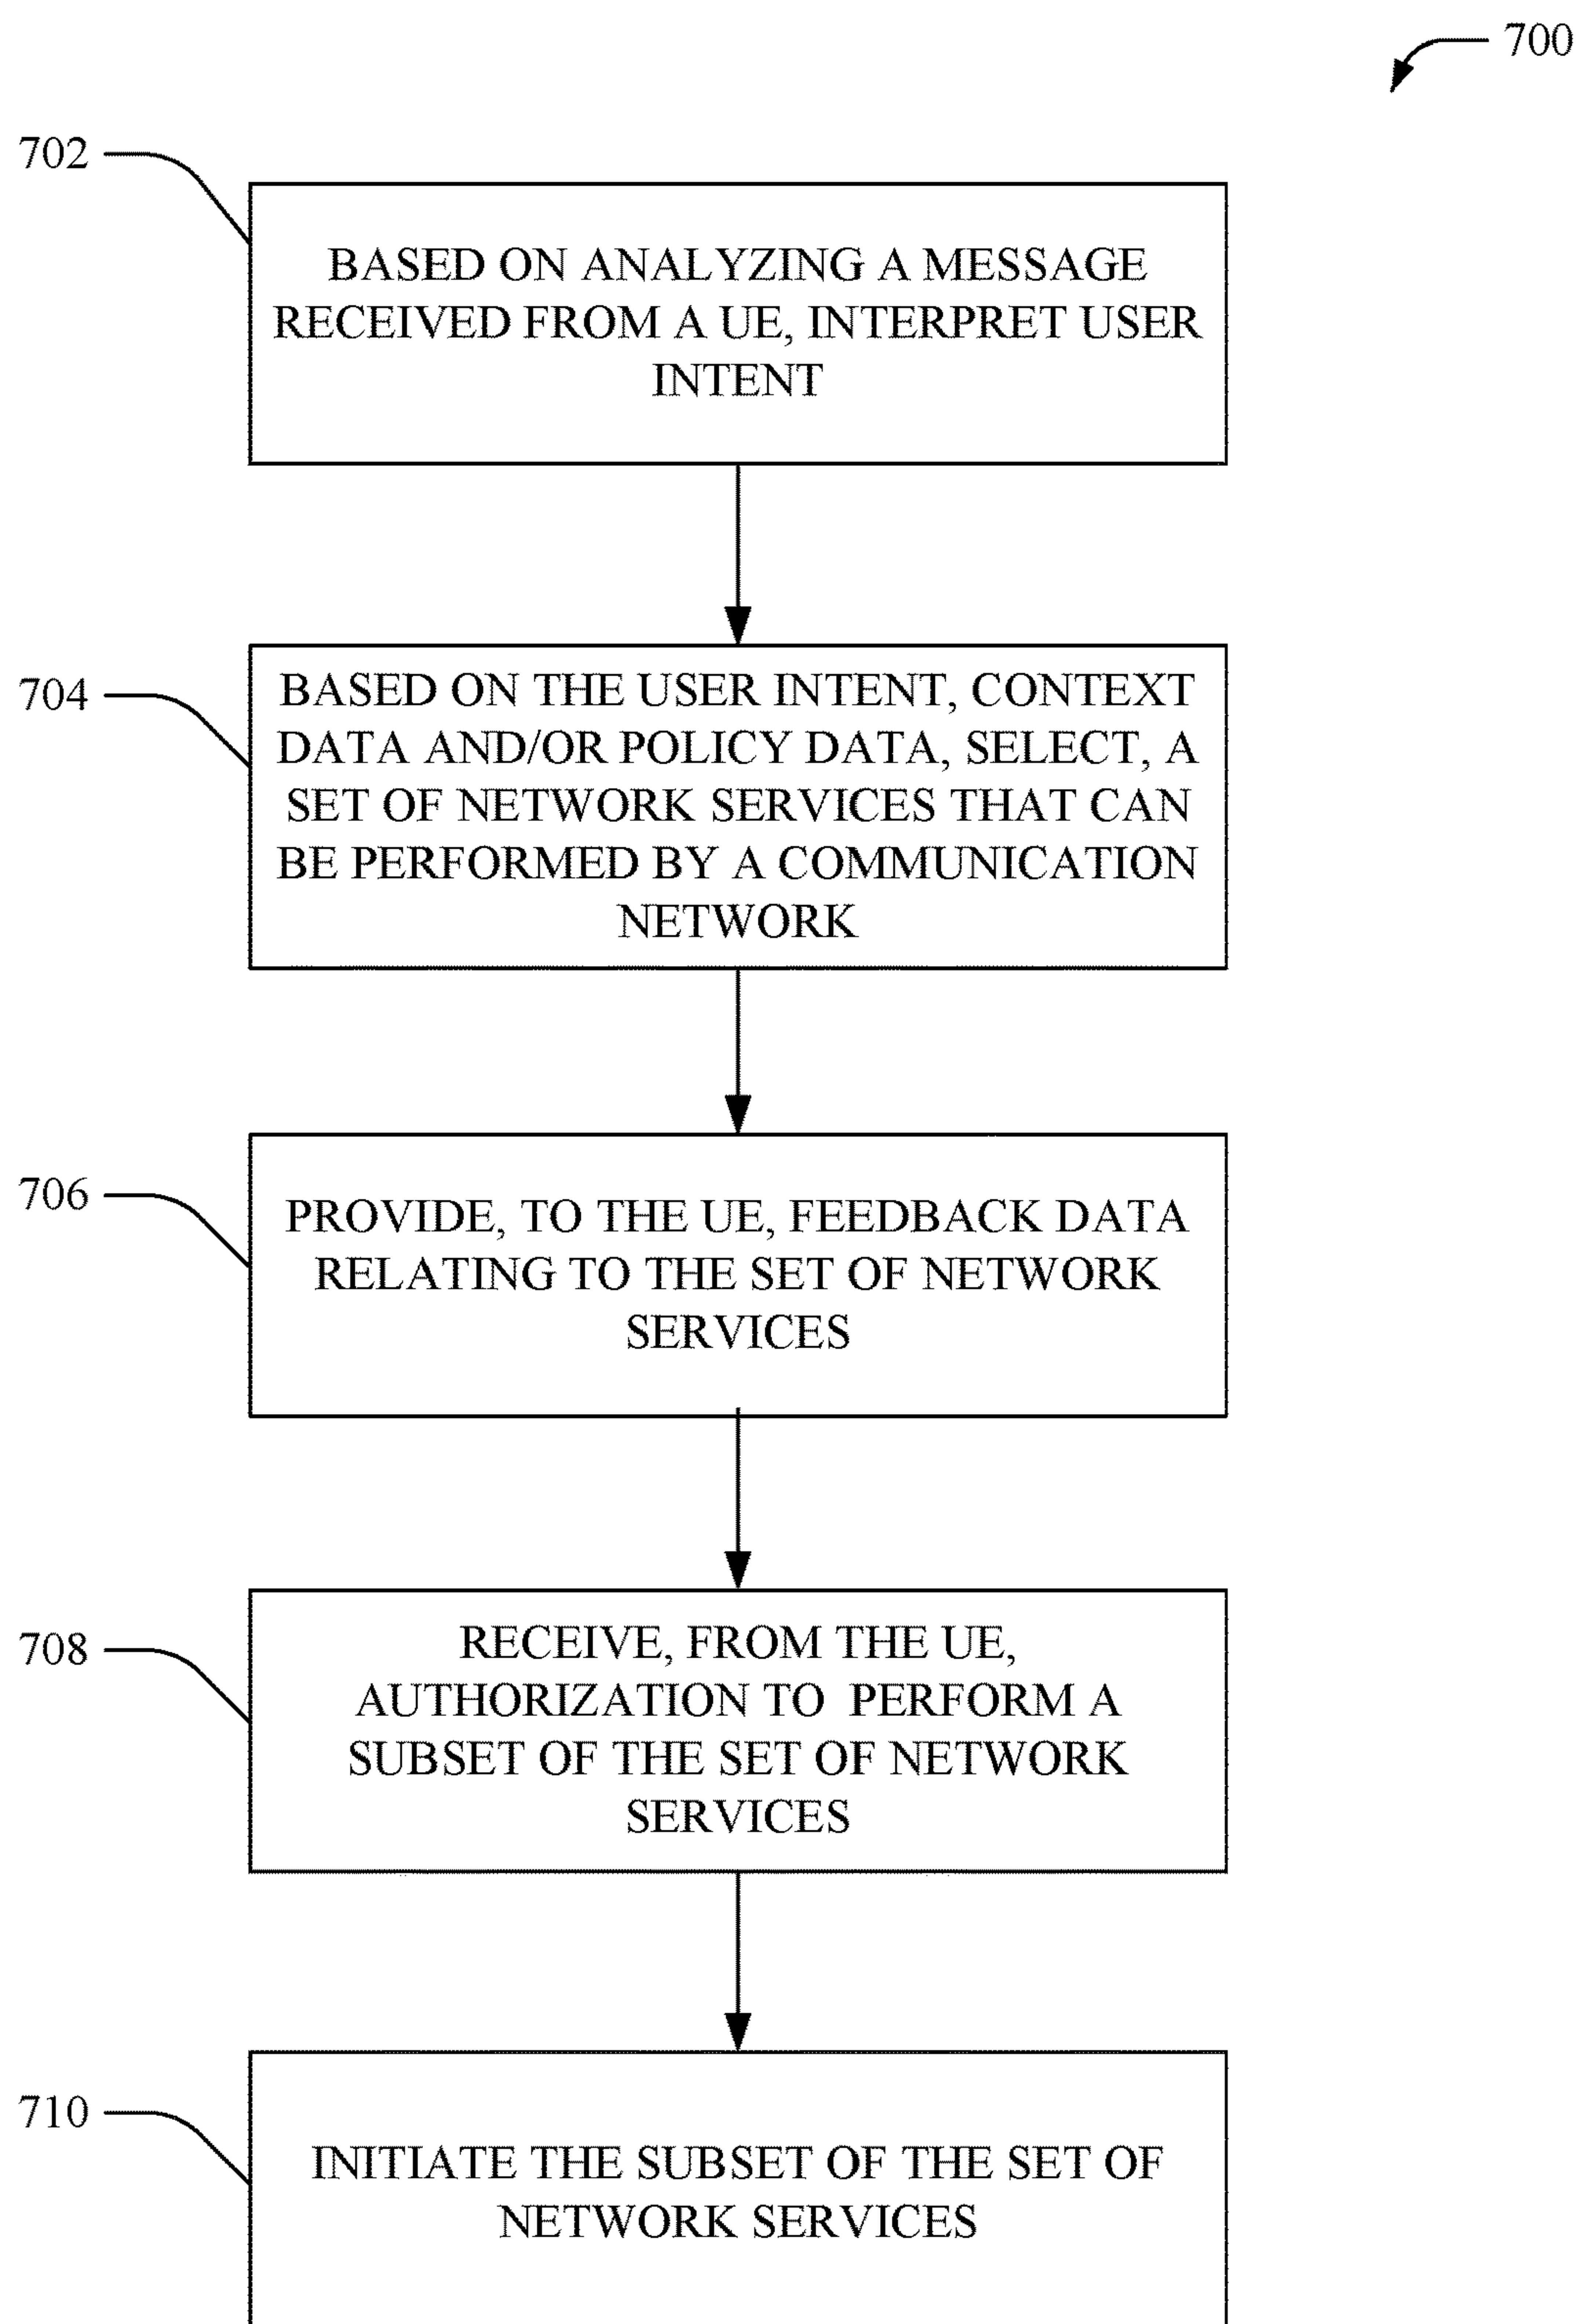 700
702
BASED ON ANALYZING A MESSAGE
RECEIVED FROM A UE, INTERPRET USER
INTENT
704
BASED ON THE USER INTENT, CONTEXT
DATA AND/OR POLICY DATA, SELECT, A
SET OF NETWORK SERVICES THAT CAN
BE PERFORMED BY A COMMUNICATION
NETWORK
706
PROVIDE, TO THE UE, FEEDBACK DATA
RELATING TO THE SET OF NETWORK
SERVICES
708
RECEIVE, FROM THE UE,
AUTHORIZATION TO PERFORM A
SUBSET OF THE SET OF NETWORK
SERVICES
710
INITIATE THE SUBSET OF THE SET OF
NETWORK SERVICES